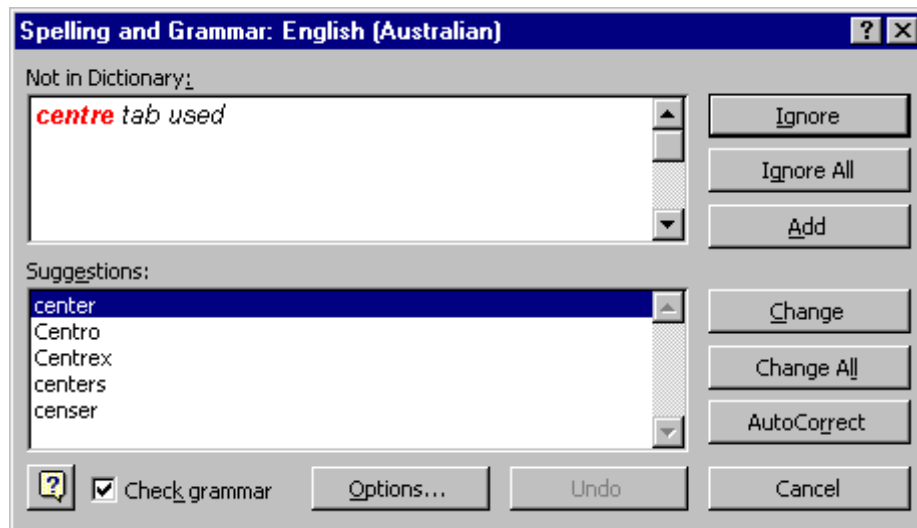 Spelling and Grammar: English (Australian)
Not in Dictionary:
centre tab used
Ignore
Ignore All
Add
Suggestions:
center
Centro
Centrex
centers
censer
Change
Change All
AutoCorrect
Check grammar
Options...
Undo
Cancel